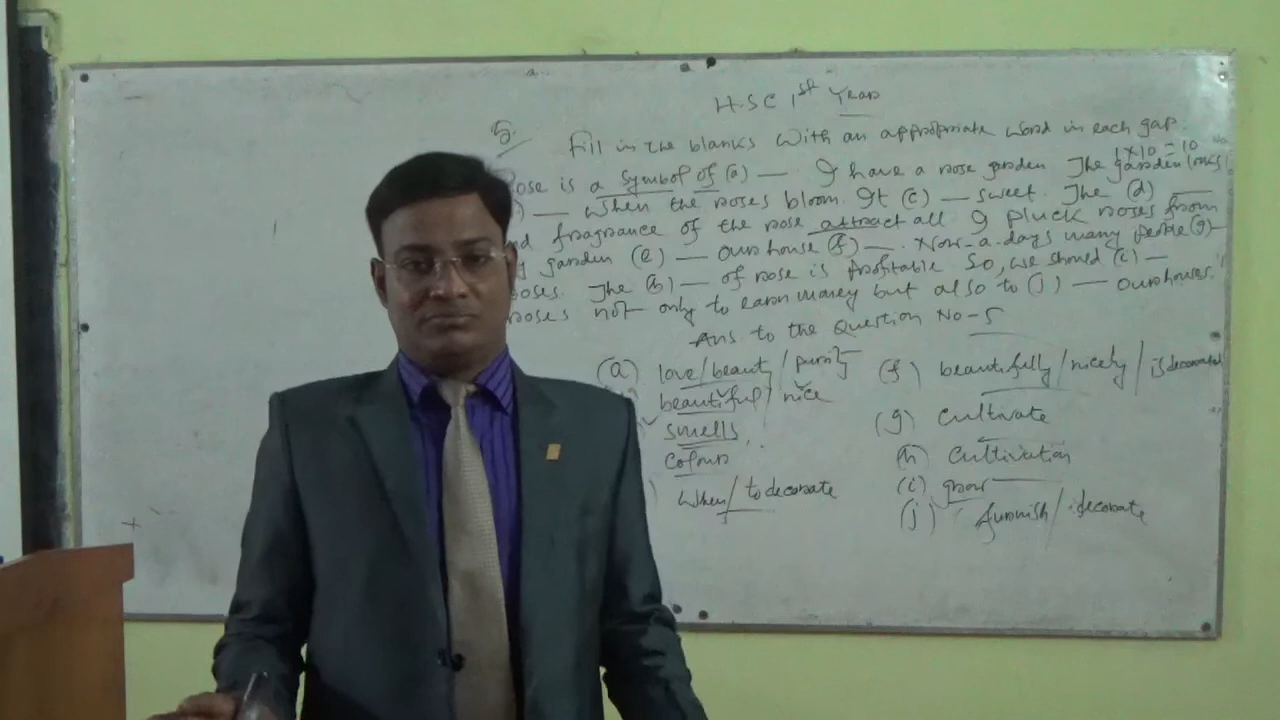 H.S.C 1st Year
5. Fill in the blanks with an appropriate word in each gap
1×10=10
Rose is a symbol of (a) — . I have a rose garden. The garden looks
— when the roses bloom. It (c) — sweet. The (d) —
and fragrance of the rose attract all. I pluck roses from
garden (e) — our house (f) — . Now-a-days many people (g) —
roses. The (h) — of rose is profitable. So, we should (i) —
roses not only to earn money but also to (j) — our houses.
Ans to the Question No-5
(a) love/beauty/purity
beautiful/nice
smells
colour
when/to decorate
(f) beautifully/nicely/is decorated
(g) cultivate
(h) cultivation
(i) grow
(j) furnish/decorate